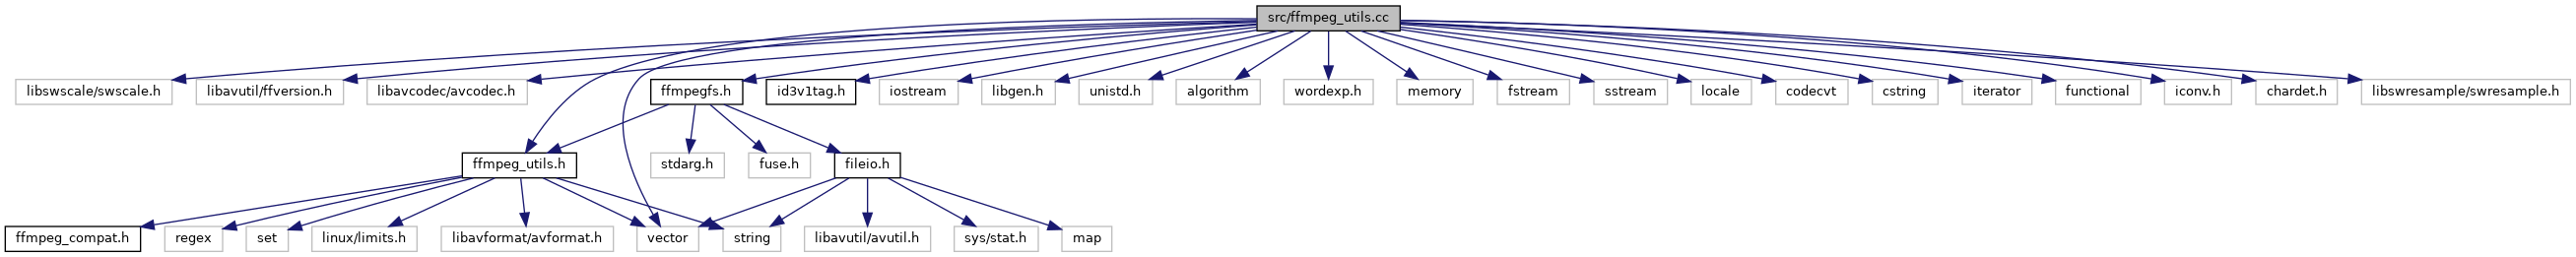 src/ffmpeg_utils.cc
libswscale/swscale.h
libavutil/ffversion.h
libavcodec/avcodec.h
ffmpegfs.h
id3v1tag.h
iostream
libgen.h
unistd.h
algorithm
wordexp.h
memory
fstream
sstream
locale
codecvt
cstring
iterator
functional
iconv.h
chardet.h
libswresample/swresample.h
ffmpeg_utils.h
stdarg.h
fuse.h
fileio.h
ffmpeg_compat.h
regex
set
linux/limits.h
libavformat/avformat.h
vector
string
libavutil/avutil.h
sys/stat.h
map